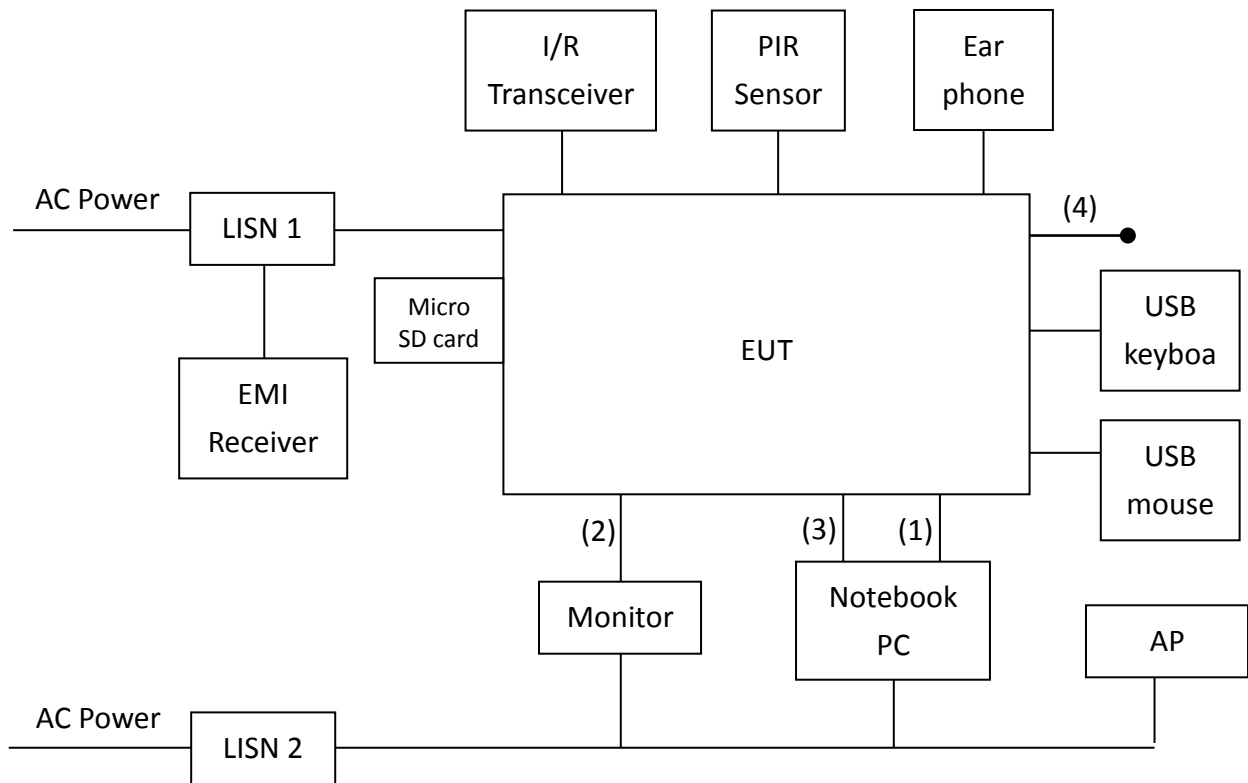 I/R
Transceiver
PIR
Sensor
Ear
phone
AC Power
LISN 1
(4)
Micro
SD card
EUT
USB
keyboa
EMI
Receiver
USB
mouse
(2)
(3)
(1)
Monitor
Notebook
PC
AP
AC Power
LISN 2